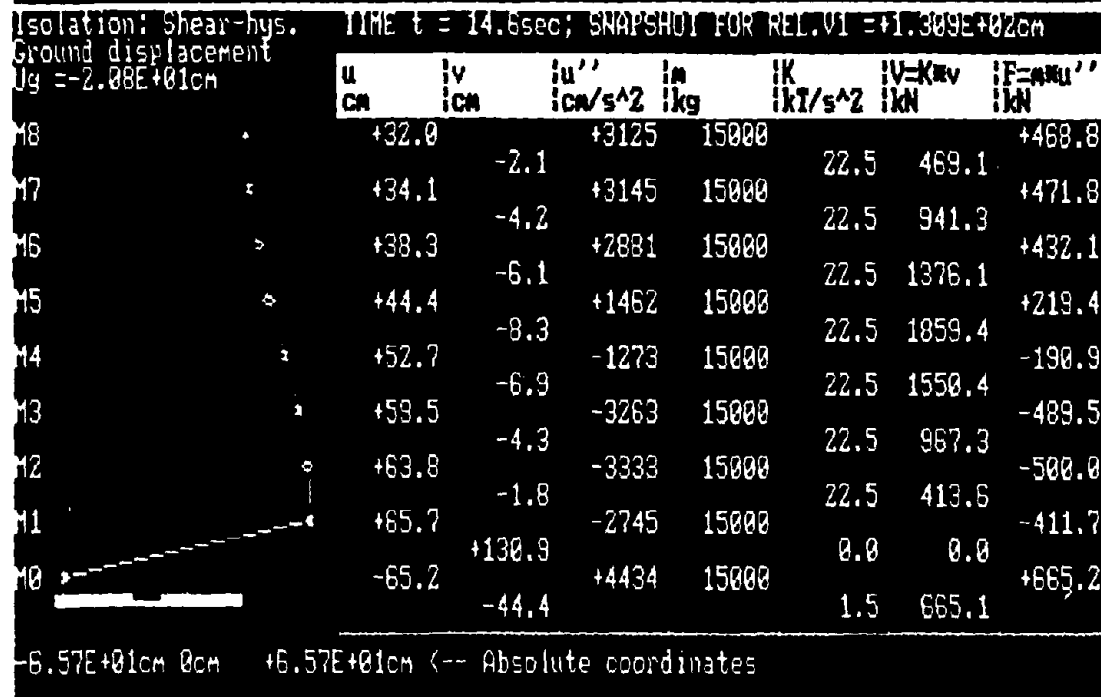 Isolation: Shear-hys. TIME t = 14.6sec; SNAPSHOT FOR REL.V1 =+1.309E+02cm
Ground displacement
Ug =-2.08E+01cm
u v u'' m K V=K*v F=m*u''
cm cm cm/s^2 kg kT/s^2 kN kN
M8 +32.0 +3125 15000 +468.8
-2.1 22.5 469.1
M7 +34.1 +3145 15000 +471.8
-4.2 22.5 941.3
M6 +38.3 +2881 15000 +432.1
-6.1 22.5 1376.1
M5 +44.4 +1462 15000 +219.4
-8.3 22.5 1859.4
M4 +52.7 -1273 15000 -190.9
-6.9 22.5 1550.4
M3 +59.5 -3263 15000 -489.5
-4.3 22.5 967.3
M2 +63.8 -3333 15000 -500.0
-1.8 22.5 413.6
M1 +65.7 -2745 15000 -411.7
+130.9 0.0 0.0
M0 -65.2 +4434 15000 +665.2
-44.4 1.5 665.1
-6.57E+01cm 0cm +6.57E+01cm <-- Absolute coordinates